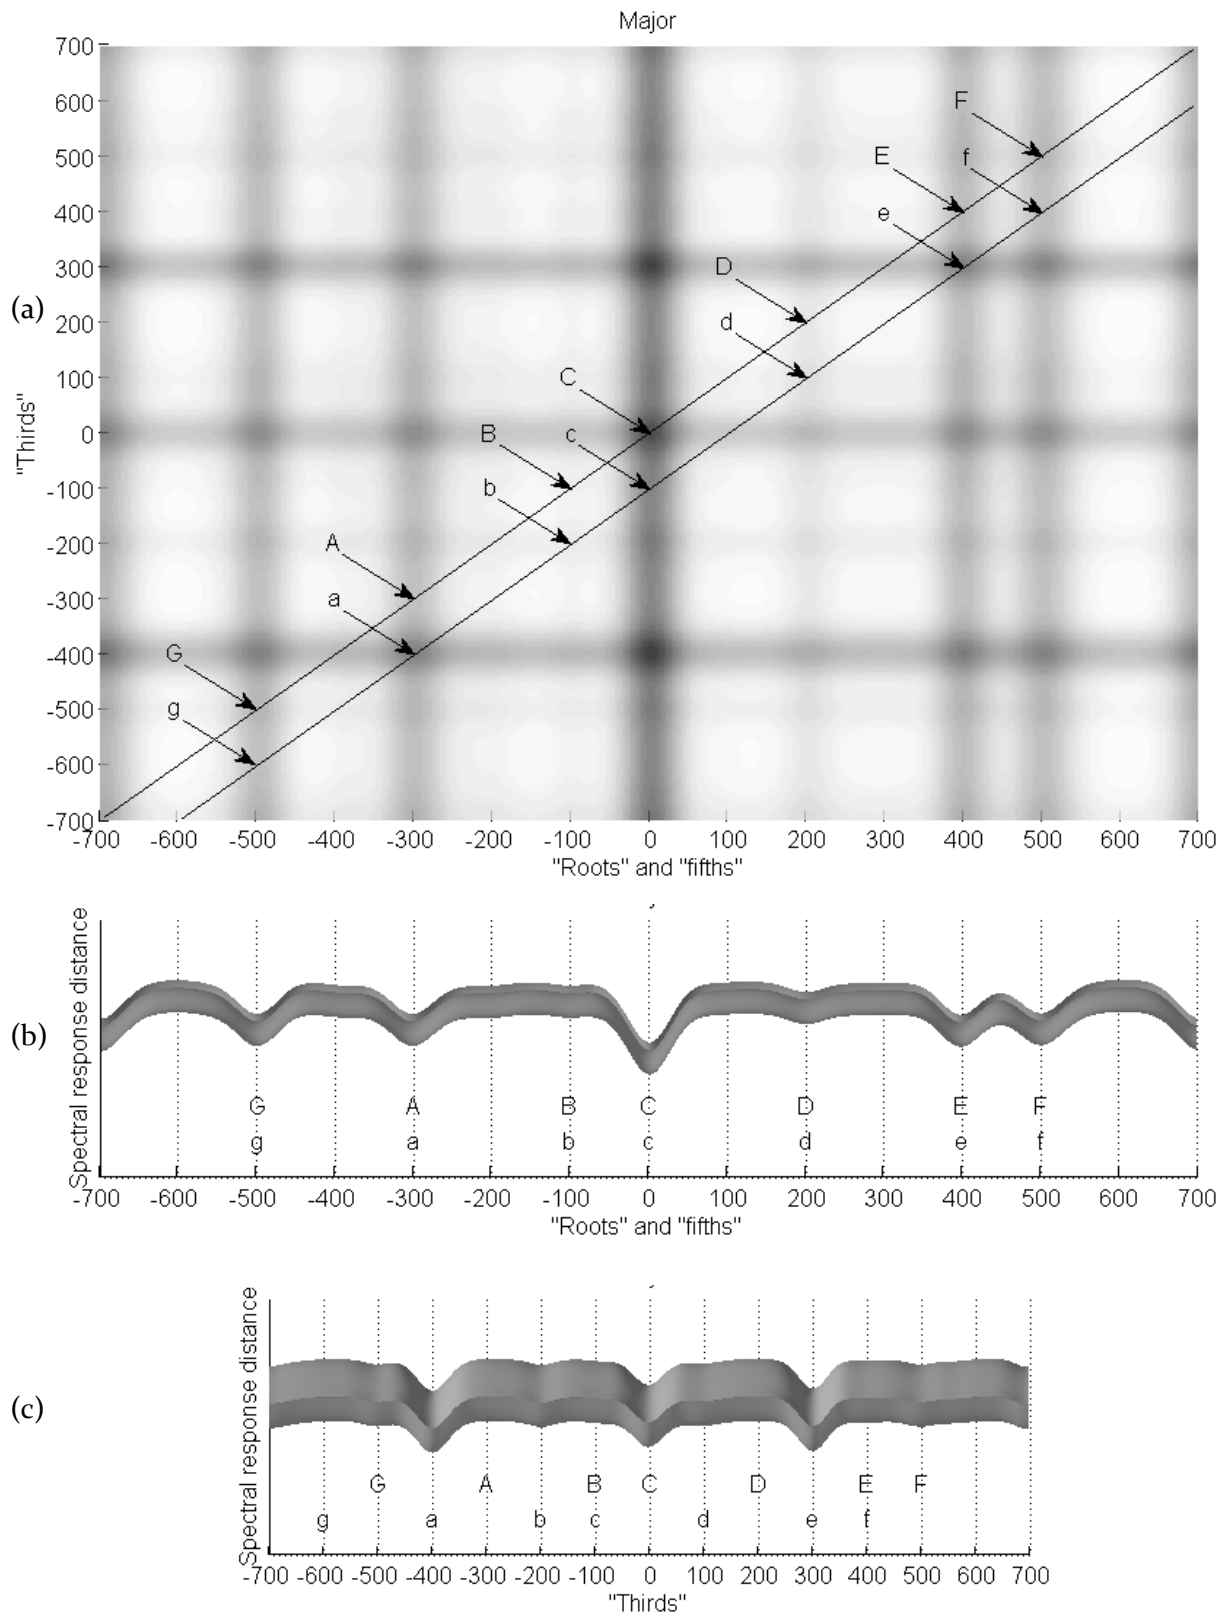 Major
700
600
F
500
E
f
400
e
300
D
(a)
200
d
100
C
"Thirds"
0
B
c
-100
b
-200
A
-300
a
-400
G
-500
g
-600
-700
-700 -600 -500 -400 -300 -200 -100 0 100 200 300 400 500 600 700
"Roots" and "fifths"
(b)
Spectral response distance
G A B C D E F
g a b c d e f
-700 -600 -500 -400 -300 -200 -100 0 100 200 300 400 500 600 700
"Roots" and "fifths"
(c)
Spectral response distance
G A B C D E F
g a b c d e f
-700 -600 -500 -400 -300 -200 -100 0 100 200 300 400 500 600 700
"Thirds"